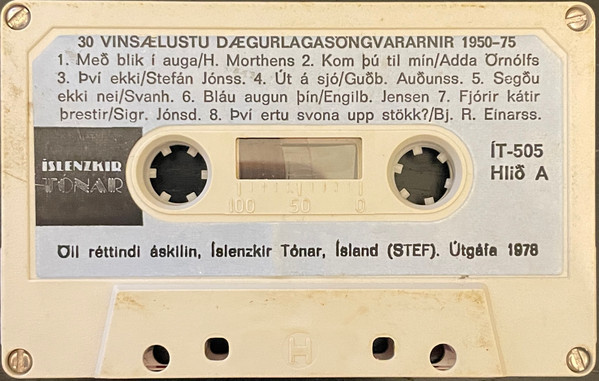 30 VINSÆLUSTU DÆGURLAGASÖNGVARARNIR 1950-75
1. Með blik í auga/H. Morthens 2. Kom þú til mín/Adda Örnólfs
3. Því ekki/Stefán Jónss. 4. Út á sjó/Guðb. Auðunss. 5. Segðu
ekki nei/Svanh. 6. Bláu augun þín/Engilb. Jensen 7. Fjórir kátir
þrestir/Sigr. Jónsd. 8. Því ertu svona upp stökk?/Bj. R. Einarss.
ÍSLENZKIR
TÓNAR
ÍT-505
Hlið A
100 50 0
Öll réttindi áskilin, Íslenzkir Tónar, Ísland (STEF). Útgáfa 1978